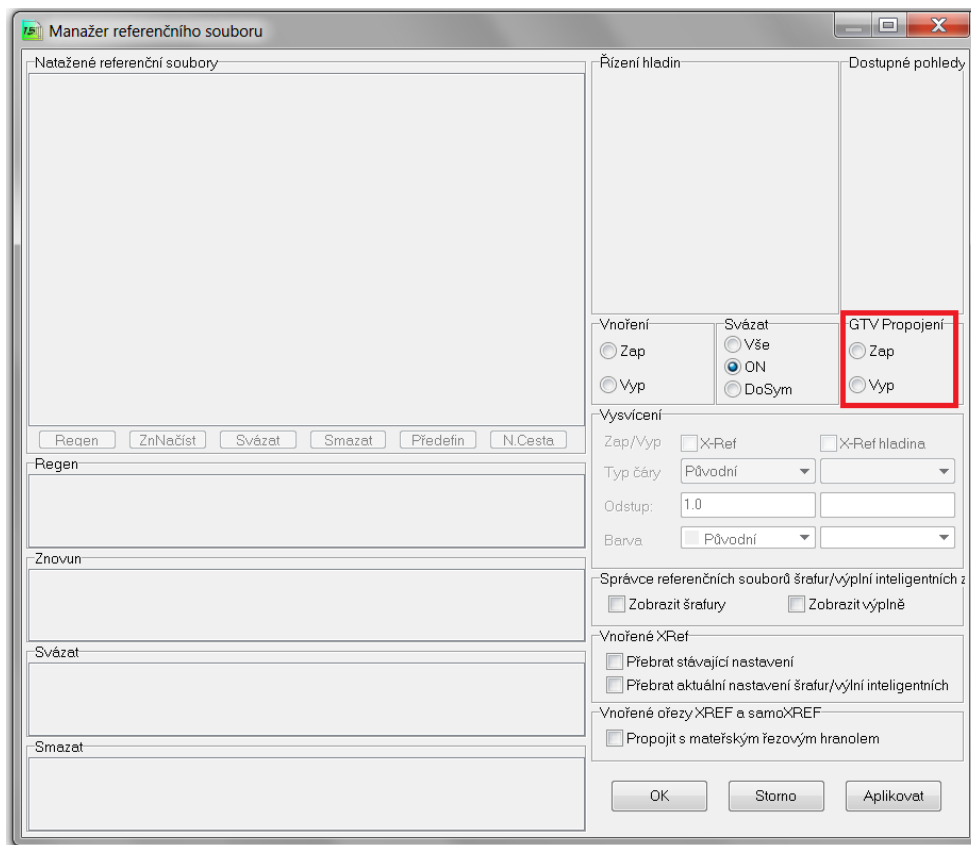 Manažer referenčního souboru
Natažené referenční soubory
Regen ZnNačíst Svázat Smazat Předefin N.Cesta
Regen
Znovun
Svázat
Smazat
Řízení hladin
Dostupné pohledy
Vnoření
Zap
Vyp
Svázat
Vše
ON
DoSym
GTV Propojení
Zap
Vyp
Vysvícení
Zap/Vyp X-Ref X-Ref hladina
Typ čáry Původní
Odstup: 1.0
Barva Původní
Správce referenčních souborů šrafur/výplní inteligentních z
Zobrazit šrafury Zobrazit výplně
Vnořené XRef
Přebrat stávající nastavení
Přebrat aktuální nastavení šrafur/výlní inteligentních
Vnořené ořezy XREF a samoXREF
Propojit s mateřským řezovým hranolem
OK Storno Aplikovat